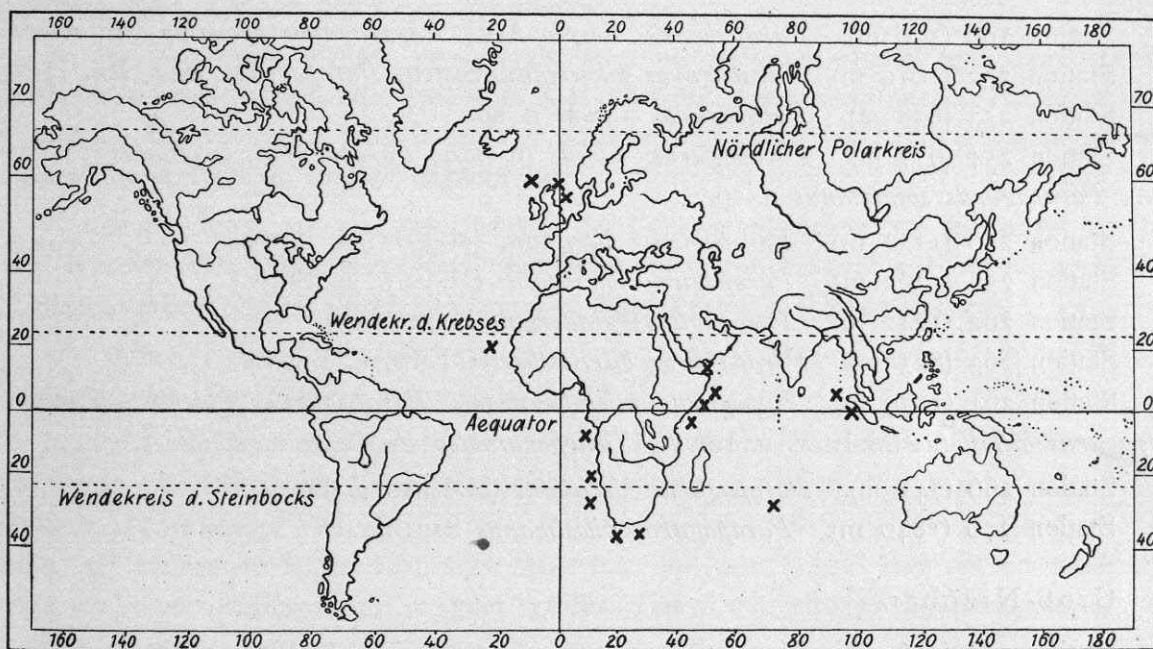 160 140 120 100 80 60 40 20 0 20 40 60 80 100 120 140 160 180
70 70
Nördlicher Polarkreis
60 60
40 40
Wendekr. d. Krebses
20 20
0 Aequator 0
20 20
Wendekreis d. Steinbocks
40 40
160 140 120 100 80 60 40 20 0 20 40 60 80 100 120 140 160 180